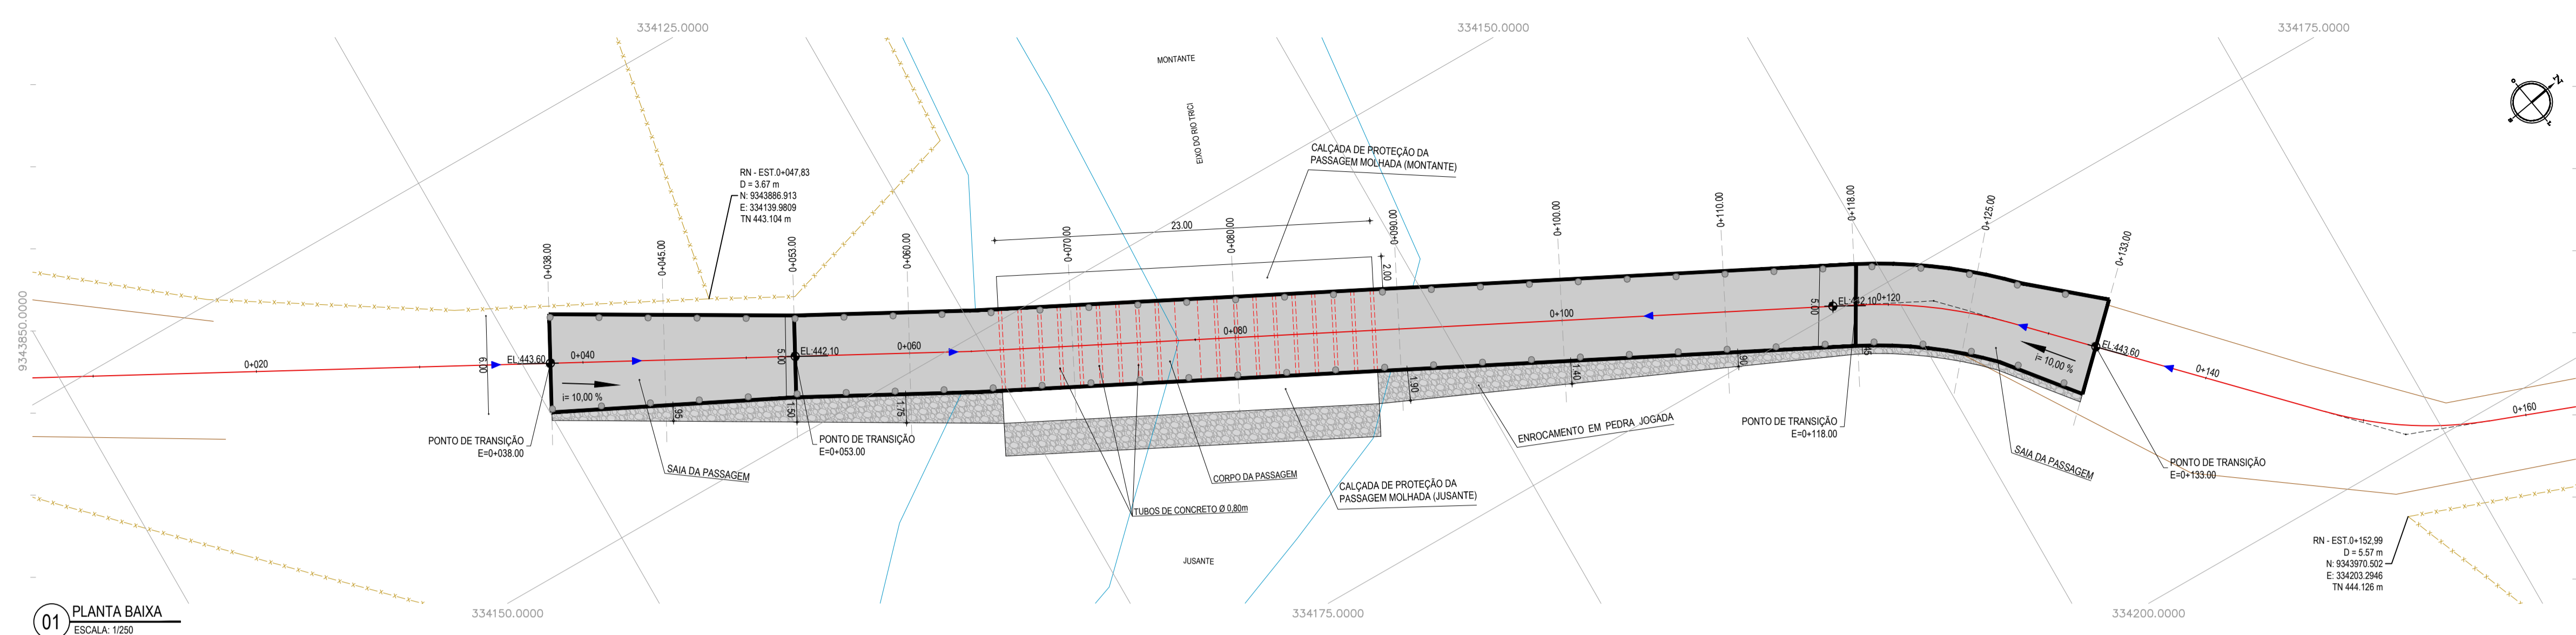 334125.0000
334150.0000
334175.0000
MONTANTE
EIXO DO RIO TRICI
N
CALÇADA DE PROTEÇÃO DA
PASSAGEM MOLHADA (MONTANTE)
RN - EST.0+047,83
D = 3.67 m
N: 9343886.913
E: 334139.9809
TN 443.104 m
0+038.00
0+045.00
0+053.00
0+060.00
0+070.00
0+080.00
0+090.00
0+100.00
0+110.00
0+118.00
0+125.00
0+133.00
23.00
2.00
9343850.0000
0+020
6.00
EL:443.60
0+040
i= 10,00 %
5.00
EL:442.10
0+060
0+080
0+100
5.00
EL:442.10
0+120
i= 10.00 %
EL:443.60
0+140
0+160
.95
1.50
1.75
1.90
1.40
.90
.45
PONTO DE TRANSIÇÃO
E=0+038.00
SAIA DA PASSAGEM
PONTO DE TRANSIÇÃO
E=0+053.00
TUBOS DE CONCRETO Ø 0,80m
CORPO DA PASSAGEM
CALÇADA DE PROTEÇÃO DA
PASSAGEM MOLHADA (JUSANTE)
ENROCAMENTO EM PEDRA JOGADA
PONTO DE TRANSIÇÃO
E=0+118.00
SAIA DA PASSAGEM
PONTO DE TRANSIÇÃO
E=0+133.00
JUSANTE
RN - EST.0+152,99
D = 5.57 m
N: 9343970.502
E: 334203.2946
TN 444.126 m
01
PLANTA BAIXA
ESCALA: 1/250
334150.0000
334175.0000
334200.0000